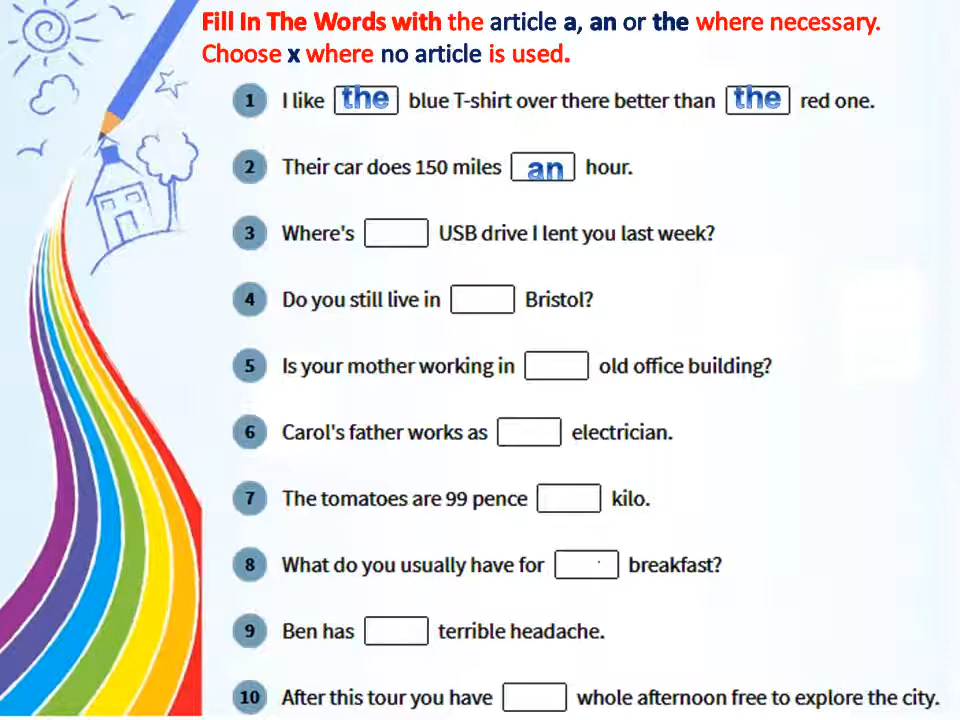 Fill In The Words with the article a, an or the where necessary.
Choose x where no article is used.
1 I like the blue T-shirt over there better than the red one.
2 Their car does 150 miles an hour.
3 Where's USB drive I lent you last week?
4 Do you still live in Bristol?
5 Is your mother working in old office building?
6 Carol's father works as electrician.
7 The tomatoes are 99 pence kilo.
8 What do you usually have for breakfast?
9 Ben has terrible headache.
10 After this tour you have whole afternoon free to explore the city.